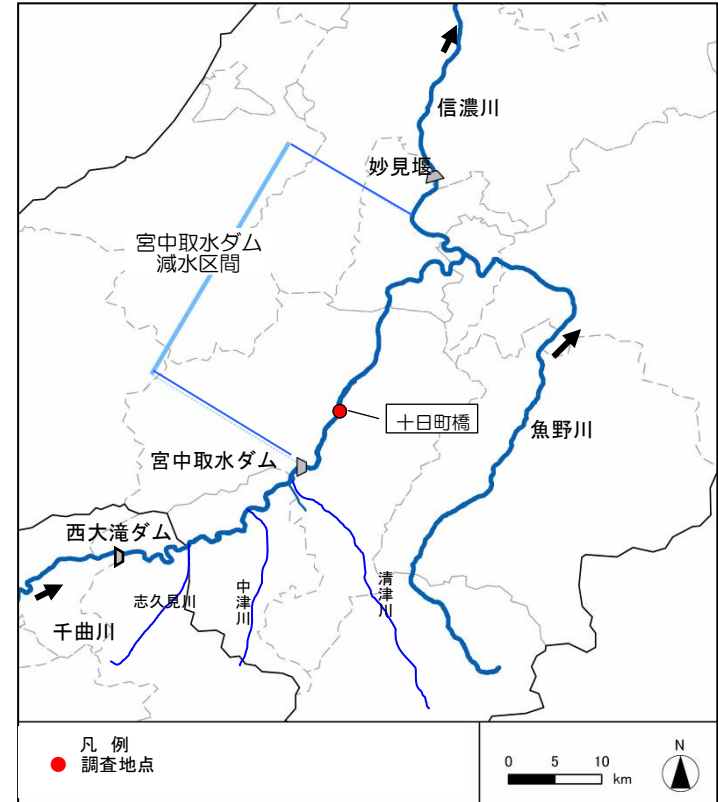 信濃川
妙見堰
宮中取水ダム
減水区間
十日町橋
魚野川
宮中取水ダム
西大滝ダム
志久見川
中津川
清津川
千曲川
凡 例
調査地点
0 5 10
km
N